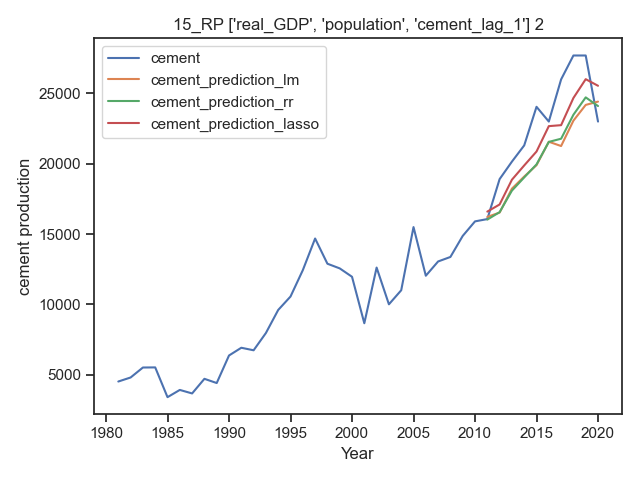 15_RP ['real_GDP', 'population', 'cement_lag_1'] 2
cement
cement_prediction_lm
cement_prediction_rr
cement_prediction_lasso
cement production
25000
20000
15000
10000
5000
1980 1985 1990 1995 2000 2005 2010 2015 2020
Year